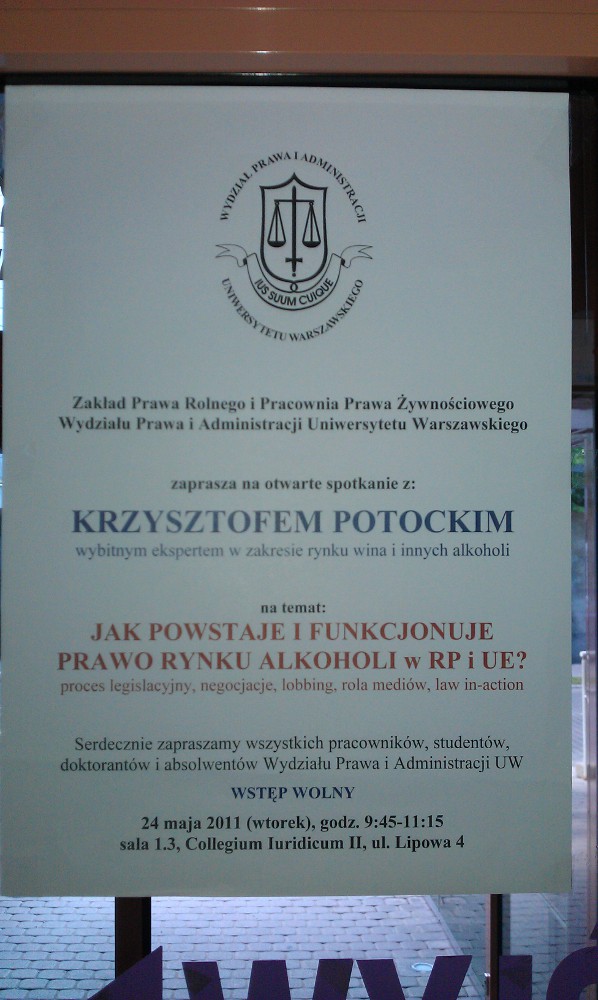 WYDZIAŁ PRAWA I ADMINISTRACJI
IUS SUUM CUIQUE
UNIWERSYTETU WARSZAWSKIEGO
Zakład Prawa Rolnego i Pracownia Prawa Żywnościowego
Wydziału Prawa i Administracji Uniwersytetu Warszawskiego
zaprasza na otwarte spotkanie z:
KRZYSZTOFEM POTOCKIM
wybitnym ekspertem w zakresie rynku wina i innych alkoholi
na temat:
JAK POWSTAJE I FUNKCJONUJE
PRAWO RYNKU ALKOHOLI w RP i UE?
proces legislacyjny, negocjacje, lobbing, rola mediów, law in-action
Serdecznie zapraszamy wszystkich pracowników, studentów,
doktorantów i absolwentów Wydziału Prawa i Administracji UW
WSTĘP WOLNY
24 maja 2011 (wtorek), godz. 9:45-11:15
sala 1.3, Collegium Iuridicum II, ul. Lipowa 4